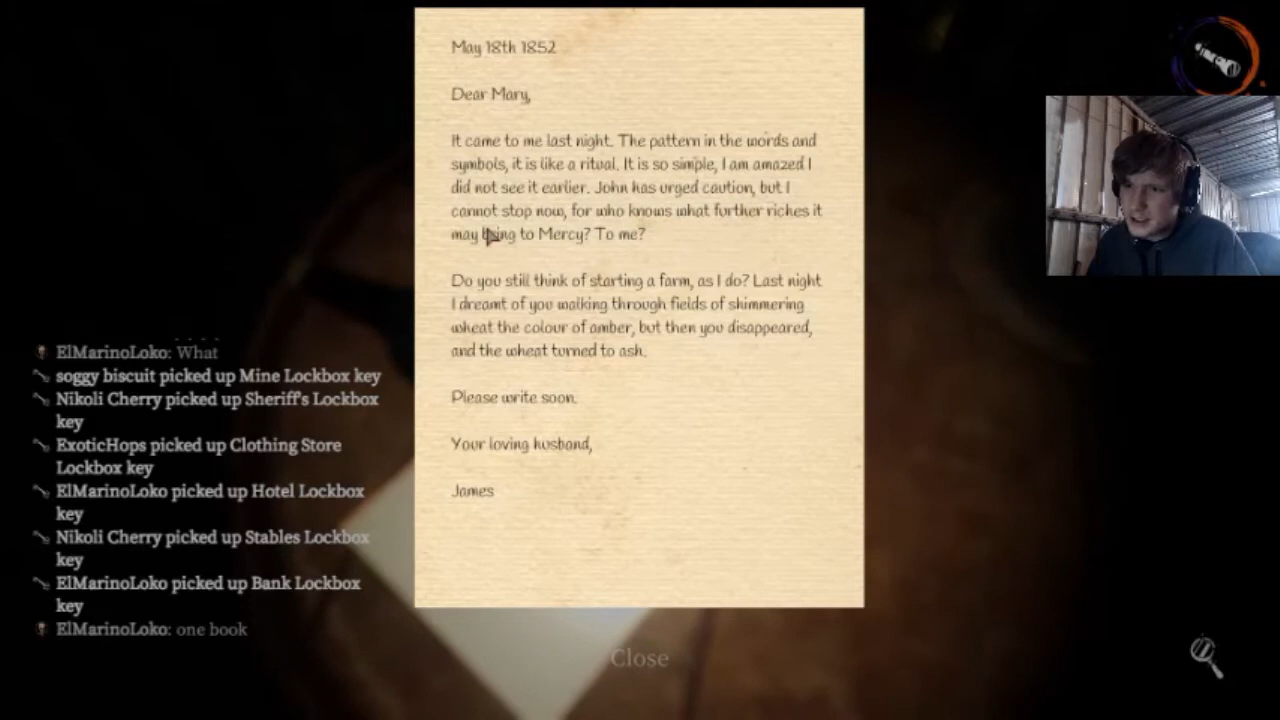 May 18th 1852
Dear Mary,
It came to me last night. The pattern in the words and
symbols, it is like a ritual. It is so simple, I am amazed I
did not see it earlier. John has urged caution, but I
cannot stop now, for who knows what further riches it
may bring to Mercy? To me?
Do you still think of starting a farm, as I do? Last night
I dreamt of you walking through fields of shimmering
wheat the colour of amber, but then you disappeared,
and the wheat turned to ash.
Please write soon.
Your loving husband,
James
Close
ElMarinoLoko: What
soggy biscuit picked up Mine Lockbox key
Nikoli Cherry picked up Sheriff's Lockbox
key
ExoticHops picked up Clothing Store
Lockbox key
ElMarinoLoko picked up Hotel Lockbox
key
Nikoli Cherry picked up Stables Lockbox
key
ElMarinoLoko picked up Bank Lockbox
key
ElMarinoLoko: one book